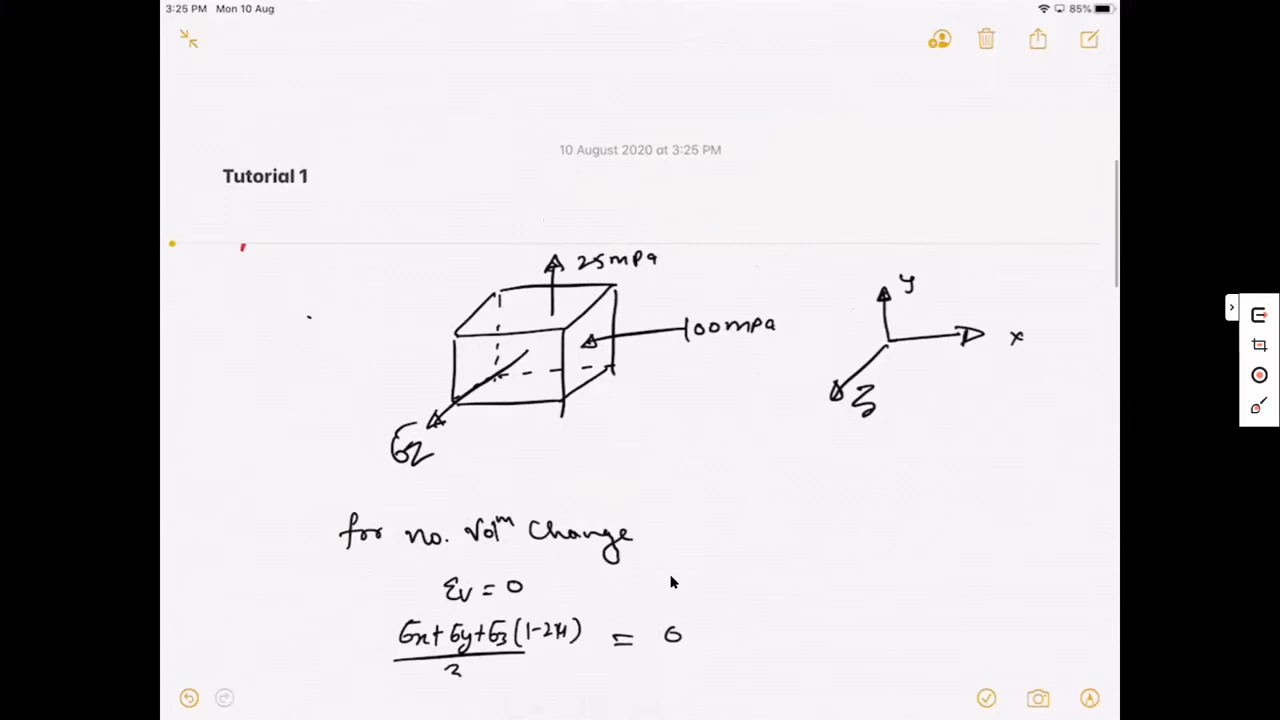 3:25 PM Mon 10 Aug
85%
10 August 2020 at 3:25 PM
Tutorial 1
25mpa
y
100mpa
x
z
σz
for no. Volᵐ Change
εv = 0
σx + σy + σz (1-2μ) = 0